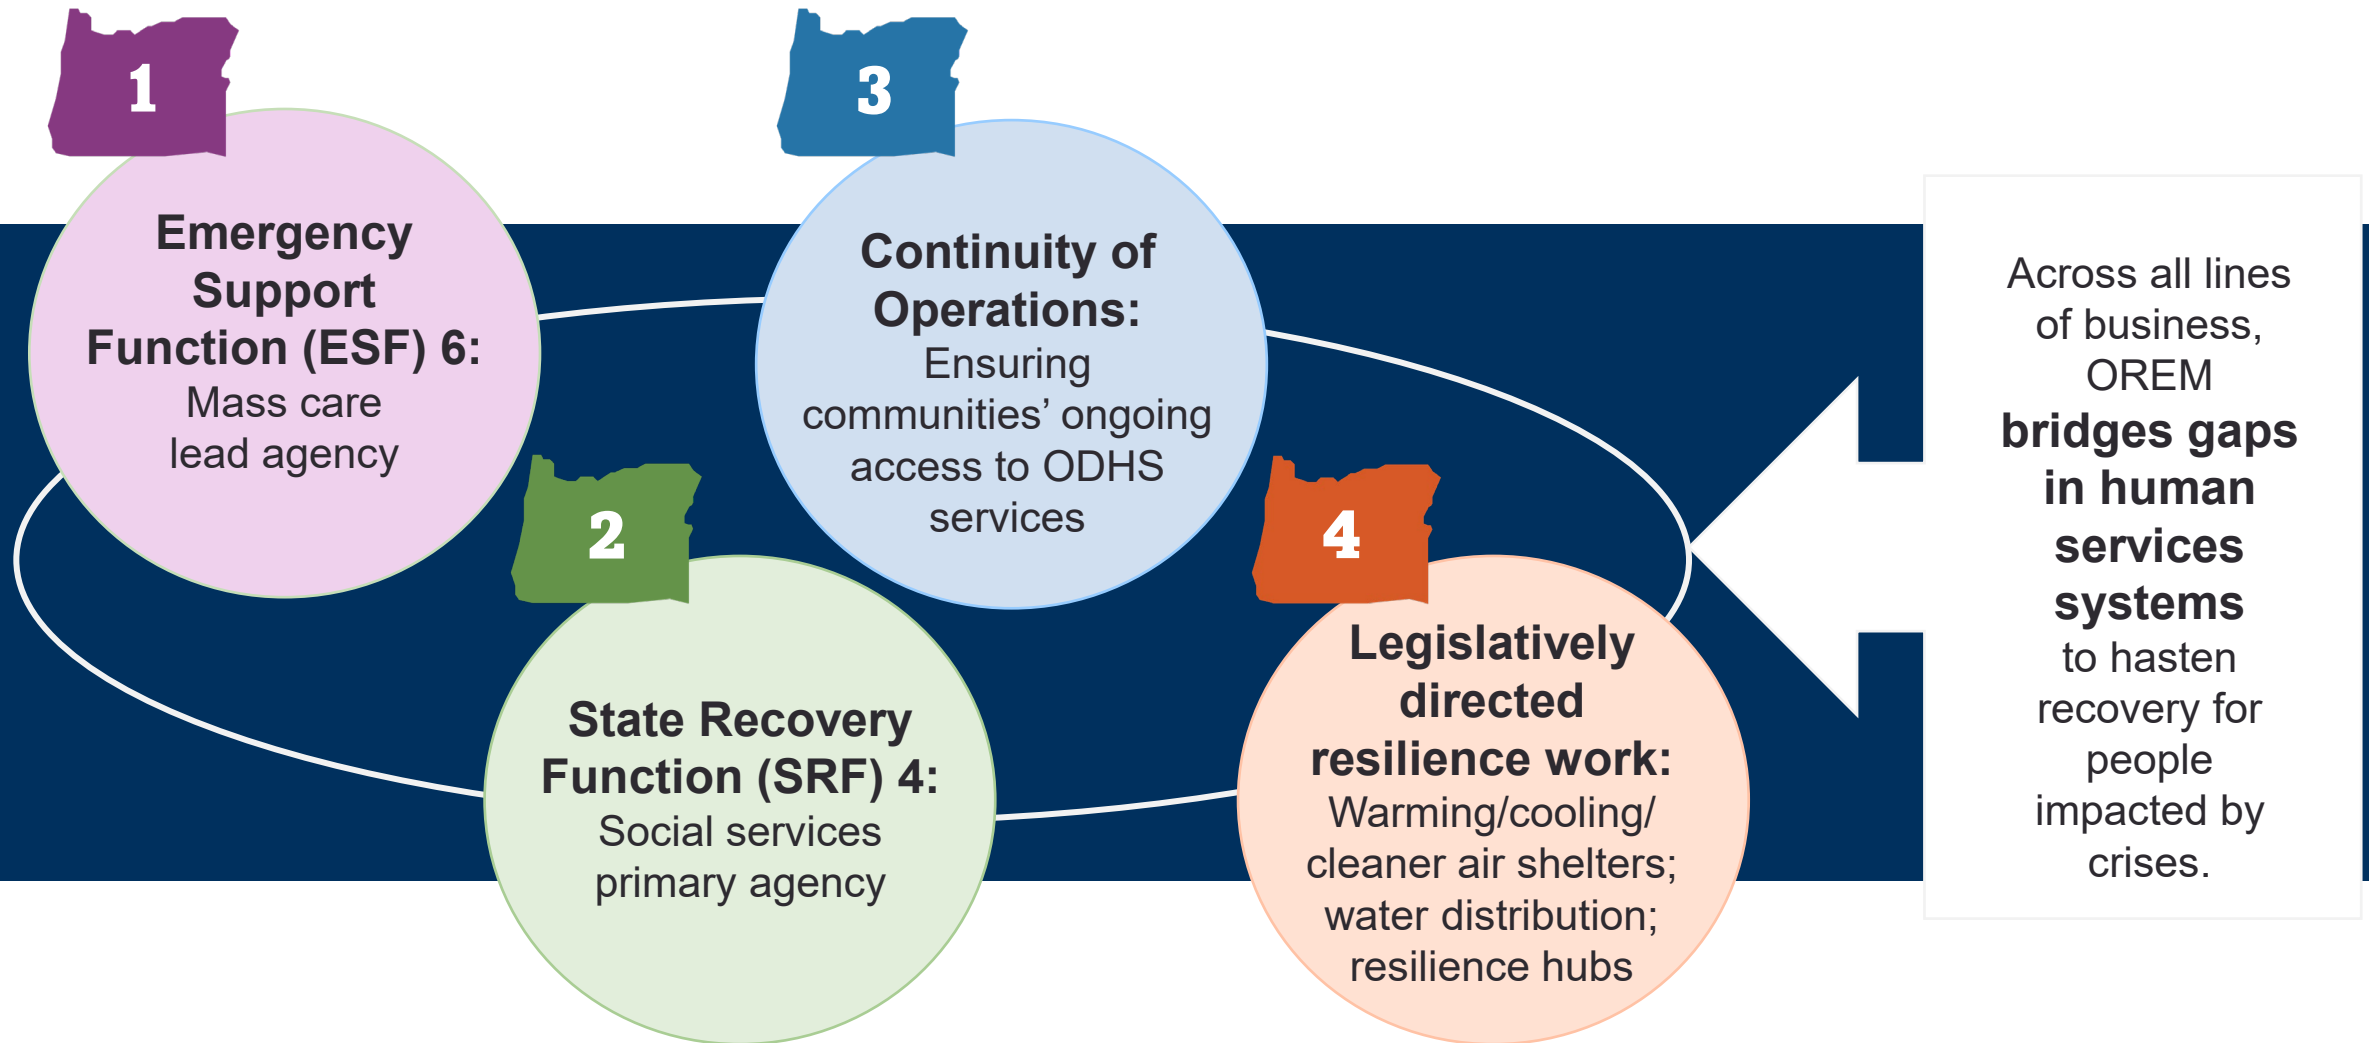 1
Emergency
Support
Function (ESF) 6:
Mass care
lead agency
2
State Recovery
Function (SRF) 4:
Social services
primary agency
3
Continuity of
Operations:
Ensuring
communities’ ongoing
access to ODHS
services
4
Legislatively
directed
resilience work:
Warming/cooling/
cleaner air shelters;
water distribution;
resilience hubs
Across all lines
of business,
OREM
bridges gaps
in human
services
systems
to hasten
recovery for
people
impacted by
crises.